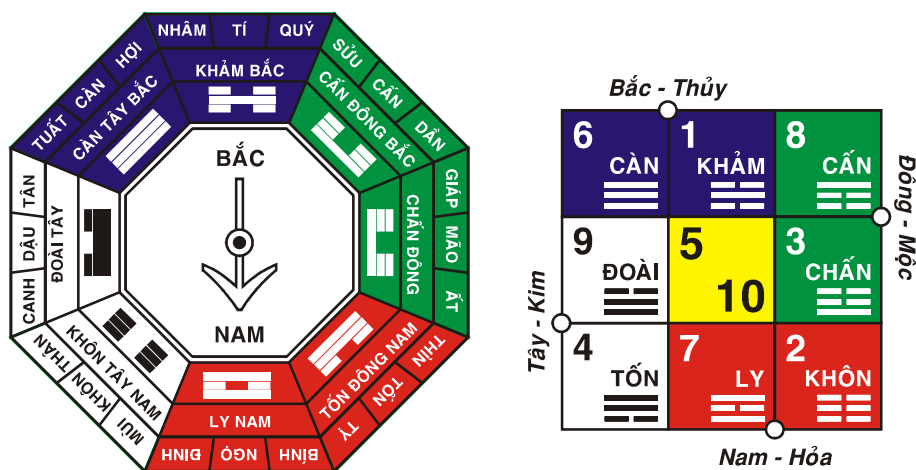 NHÂM
TÍ
QUÝ
KHẢM BẮC
SỬU
CẤN
DẦN
CẤN ĐÔNG BẮC
GIÁP
MÃO
ẤT
CHẤN ĐÔNG
THIN
TỐN
TỴ
TỐN ĐÔNG NAM
BÍNH
NGỌ
ĐINH
LY NAM
MÙI
KHÔN
THÂN
KHÔN TÂY NAM
CANH
DẬU
TÂN
ĐOÀI TÂY
TUẤT
CÀN
HỢI
CÀN TÂY BẮC
BẮC
NAM
Bắc - Thủy
6
CÀN
1
KHẢM
8
CẤN
Đông - Mộc
9
ĐOÀI
5
10
3
CHẤN
Tây - Kim
4
TỐN
7
LY
2
KHÔN
Nam - Hỏa